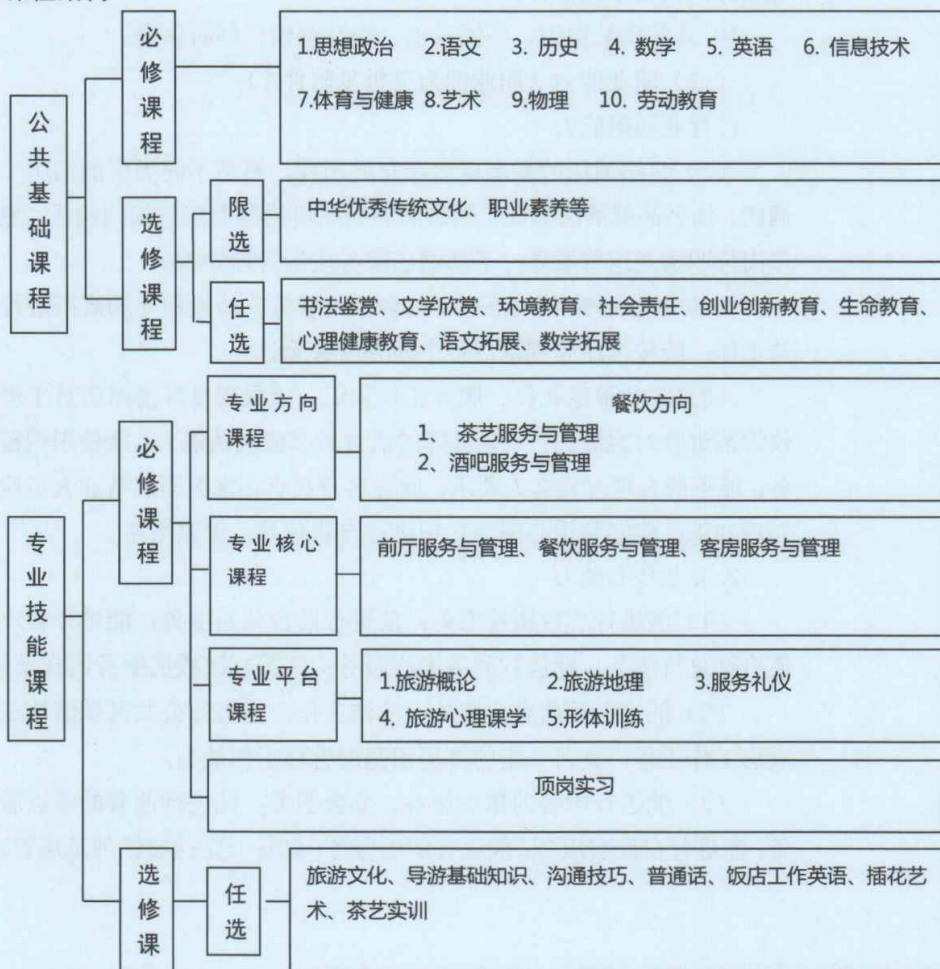 公共基础课程
必修课程
1.思想政治 2.语文 3. 历史 4. 数学 5. 英语 6. 信息技术
7.体育与健康 8.艺术 9.物理 10. 劳动教育
选修课程
限选
中华优秀传统文化、职业素养等
任选
书法鉴赏、文学欣赏、环境教育、社会责任、创业创新教育、生命教育、
心理健康教育、语文拓展、数学拓展
专业技能课程
必修课程
专业方向
课程
餐饮方向
1、 茶艺服务与管理
2、酒吧服务与管理
专业核心
课程
前厅服务与管理、餐饮服务与管理、客房服务与管理
专业平台
课程
1.旅游概论 2.旅游地理 3.服务礼仪
4. 旅游心理课学 5.形体训练
顶岗实习
选修课
任选
旅游文化、导游基础知识、沟通技巧、普通话、饭店工作英语、插花艺
术、茶艺实训